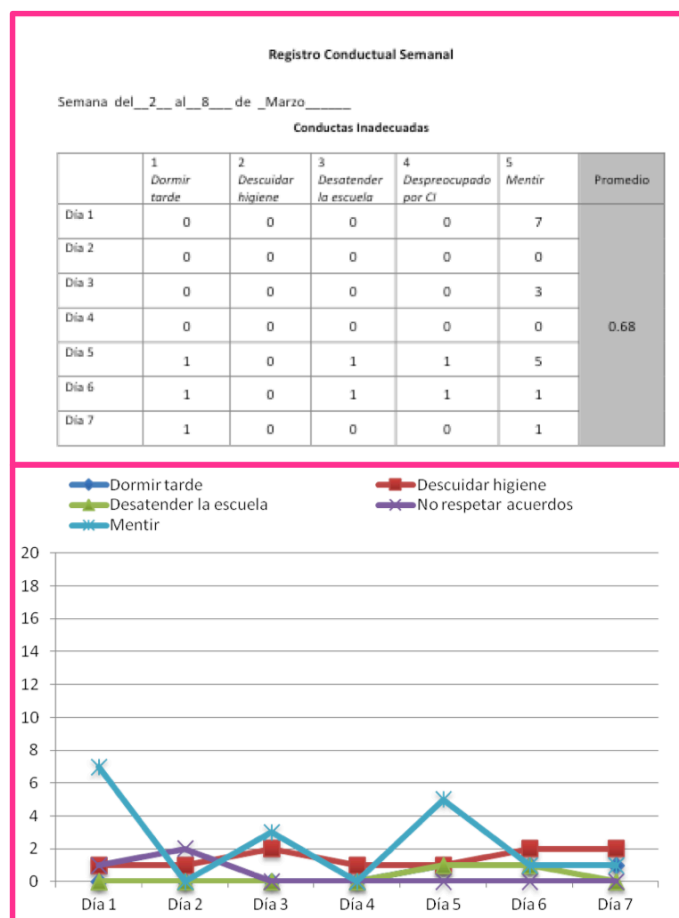 Registro Conductual Semanal
Semana del__2__ al__8___ de _Marzo______
Conductas Inadecuadas
1 Dormir tarde 2 Descuidar higiene 3 Desatender la escuela 4 Despreocupado por CI 5 Mentir Promedio
Día 1 0 0 0 0 7
Día 2 0 0 0 0 0
Día 3 0 0 0 0 3
Día 4 0 0 0 0 0 0.68
Día 5 1 0 1 1 5
Día 6 1 0 1 1 1
Día 7 1 0 0 0 1
Dormir tarde Descuidar higiene
Desatender la escuela No respetar acuerdos
Mentir
20
18
16
14
12
10
8
6
4
2
0
Día 1 Día 2 Día 3 Día 4 Día 5 Día 6 Día 7